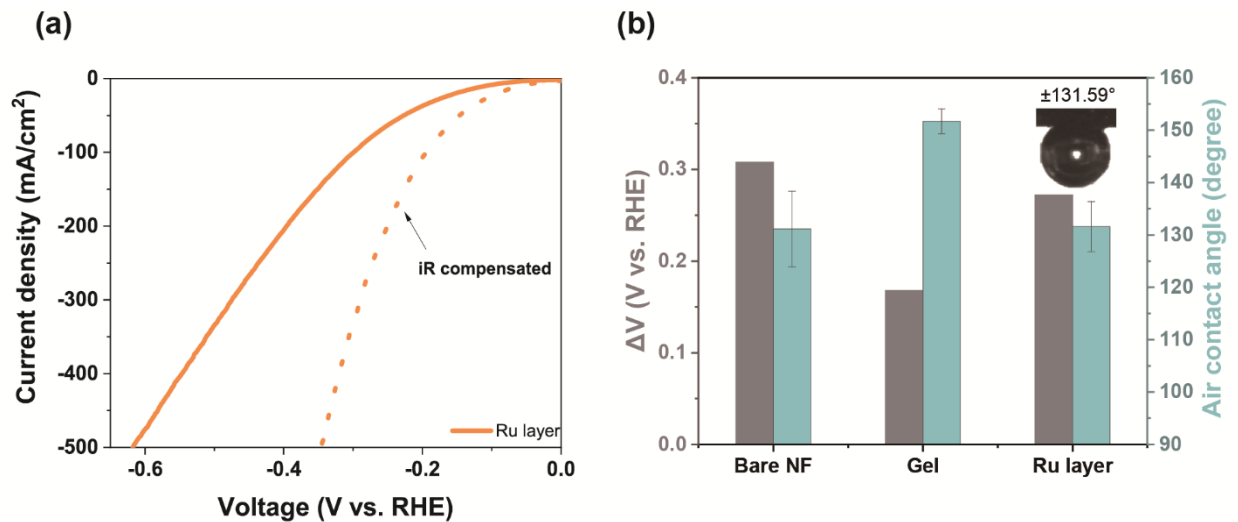 (a)
0
-100
-200
-300
-400
-500
Current density (mA/cm²)
iR compensated
Ru layer
-0.6
-0.4
-0.2
0.0
Voltage (V vs. RHE)
(b)
0.4
0.3
0.2
0.1
0.0
ΔV (V vs. RHE)
±131.59°
160
150
140
130
120
110
100
90
Air contact angle (degree)
Bare NF
Gel
Ru layer